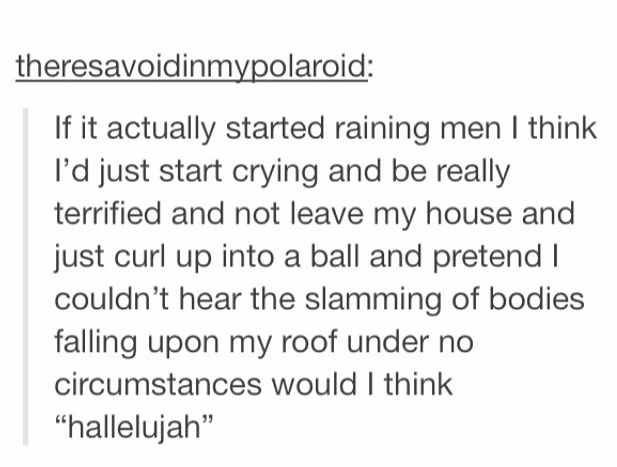 theresavoidinmypolaroid:
If it actually started raining men I think
I’d just start crying and be really
terrified and not leave my house and
just curl up into a ball and pretend I
couldn’t hear the slamming of bodies
falling upon my roof under no
circumstances would I think
“hallelujah”